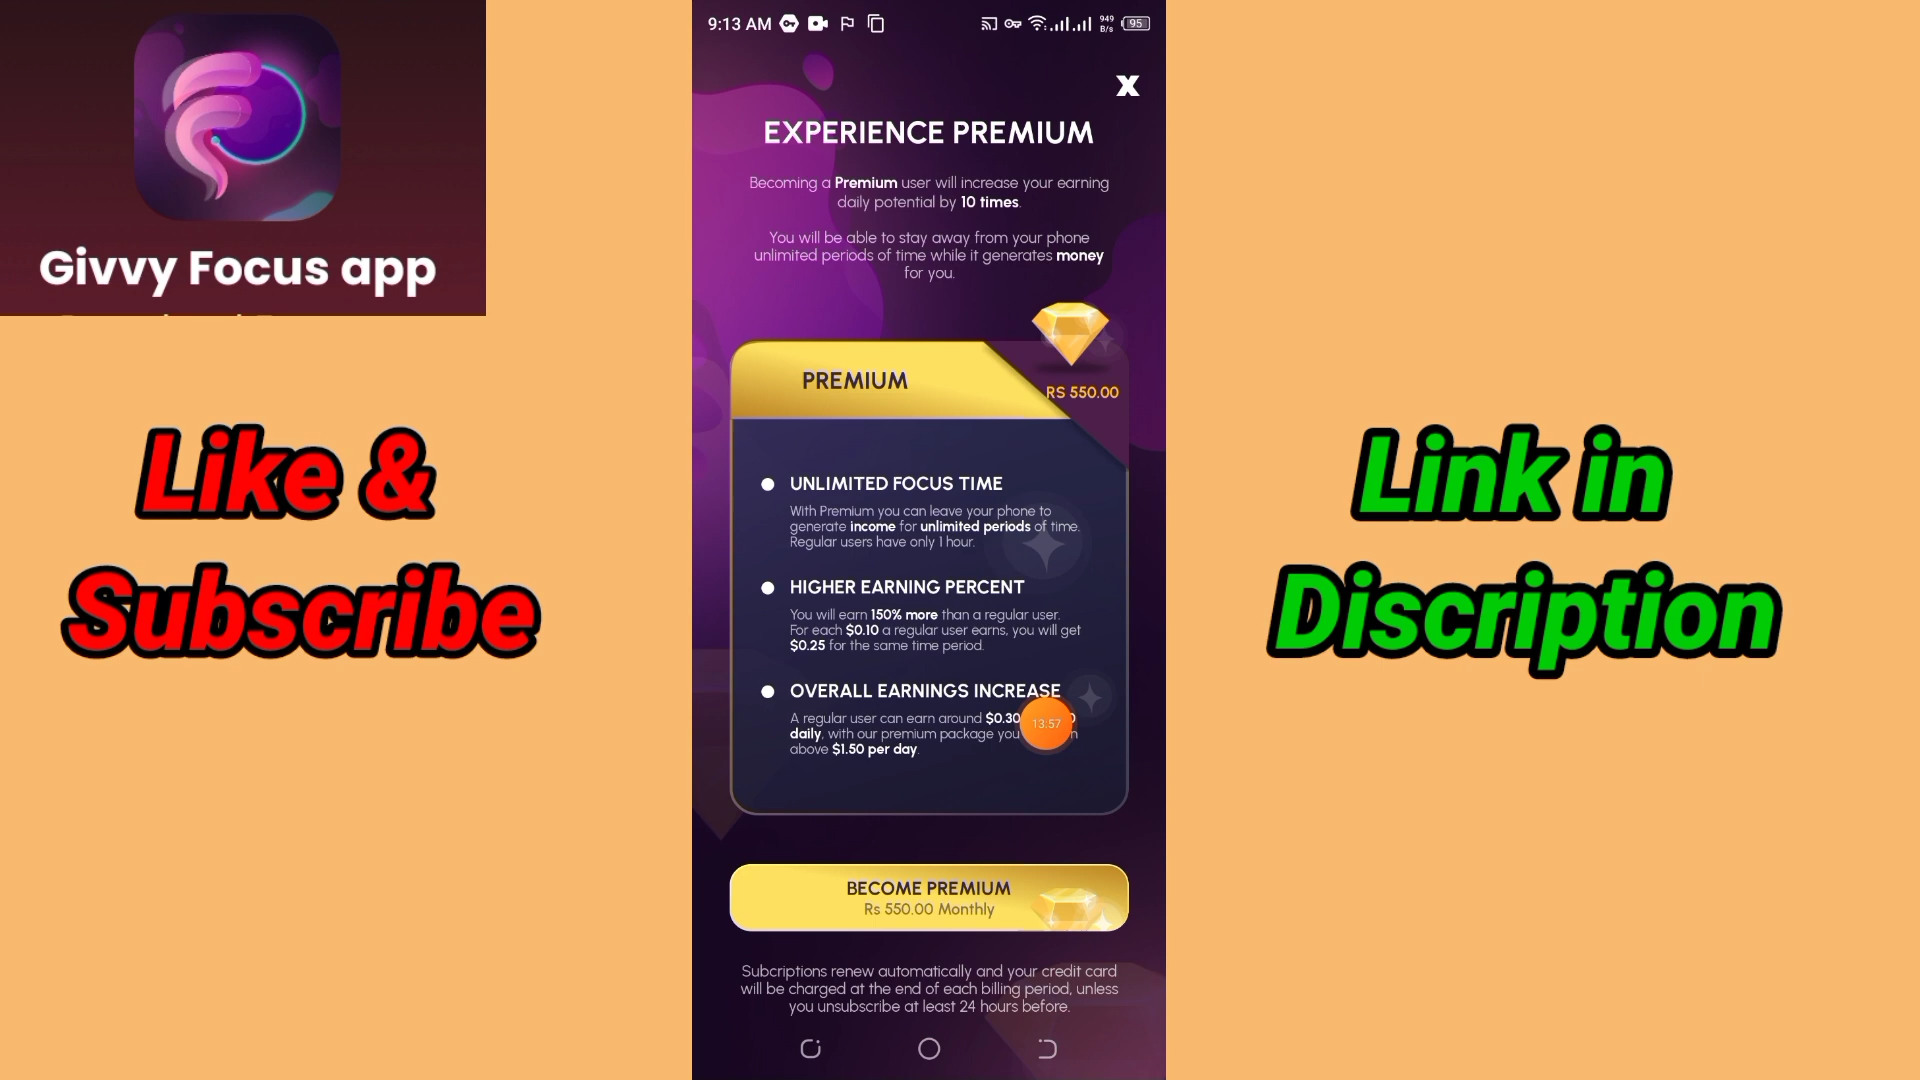 Givvy Focus app
Like &
Subscribe
9:13 AM
949
B/s
95
X
EXPERIENCE PREMIUM
Becoming a Premium user will increase your earning
daily potential by 10 times.
You will be able to stay away from your phone
unlimited periods of time while it generates money
for you.
PREMIUM
RS 550.00
UNLIMITED FOCUS TIME
With Premium you can leave your phone to
generate income for unlimited periods of time.
Regular users have only 1 hour.
HIGHER EARNING PERCENT
You will earn 150% more than a regular user.
For each $0.10 a regular user earns, you will get
$0.25 for the same time period.
OVERALL EARNINGS INCREASE
A regular user can earn around $0.30
13:57
daily, with our premium package you
above $1.50 per day.
BECOME PREMIUM
Rs 550.00 Monthly
Subcriptions renew automatically and your credit card
will be charged at the end of each billing period, unless
you unsubscribe at least 24 hours before.
Link in
Discription